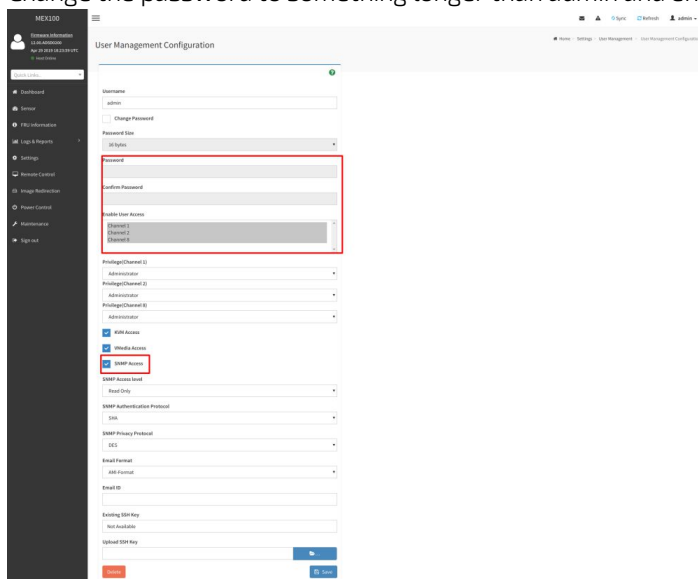 Change the password to something longer than admin and en
MEX100
Sync
Refresh
admin
Firmware Information
Host Online
User Management Configuration
Home
Settings
User Management
User Management Configuratio
Quick Links
Dashboard
Sensor
FRU Information
Logs & Reports
Settings
Remote Control
Image Redirection
Power Control
Maintenance
Sign out
Username
admin
Change Password
Password Size
16 bytes
Password
Confirm Password
Enable User Access
Channel 1
Channel 2
Channel 8
Privilege(Channel 1)
Administrator
Privilege(Channel 2)
Administrator
Privilege(Channel 8)
Administrator
KVM Access
VMedia Access
SNMP Access
SNMP Access level
Read Only
SNMP Authentication Protocol
SHA
SNMP Privacy Protocol
DES
Email Format
AMI-Format
Email ID
Existing SSH Key
Not Available
Upload SSH Key
Delete
Save